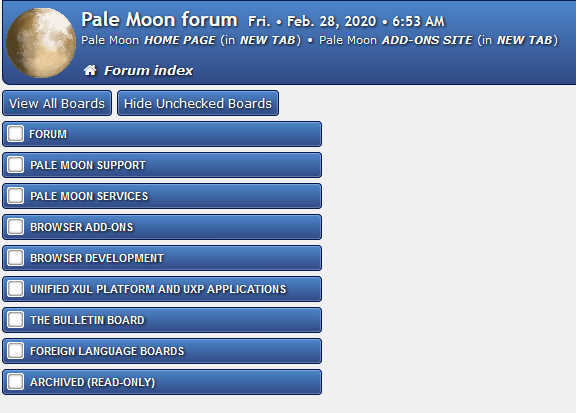 Pale Moon forum Fri. • Feb. 28, 2020 • 6:53 AM
Pale Moon HOME PAGE (in NEW TAB) • Pale Moon ADD-ONS SITE (in NEW TAB)
Forum index
View All Boards Hide Unchecked Boards
FORUM
PALE MOON SUPPORT
PALE MOON SERVICES
BROWSER ADD-ONS
BROWSER DEVELOPMENT
UNIFIED XUL PLATFORM AND UXP APPLICATIONS
THE BULLETIN BOARD
FOREIGN LANGUAGE BOARDS
ARCHIVED (READ-ONLY)